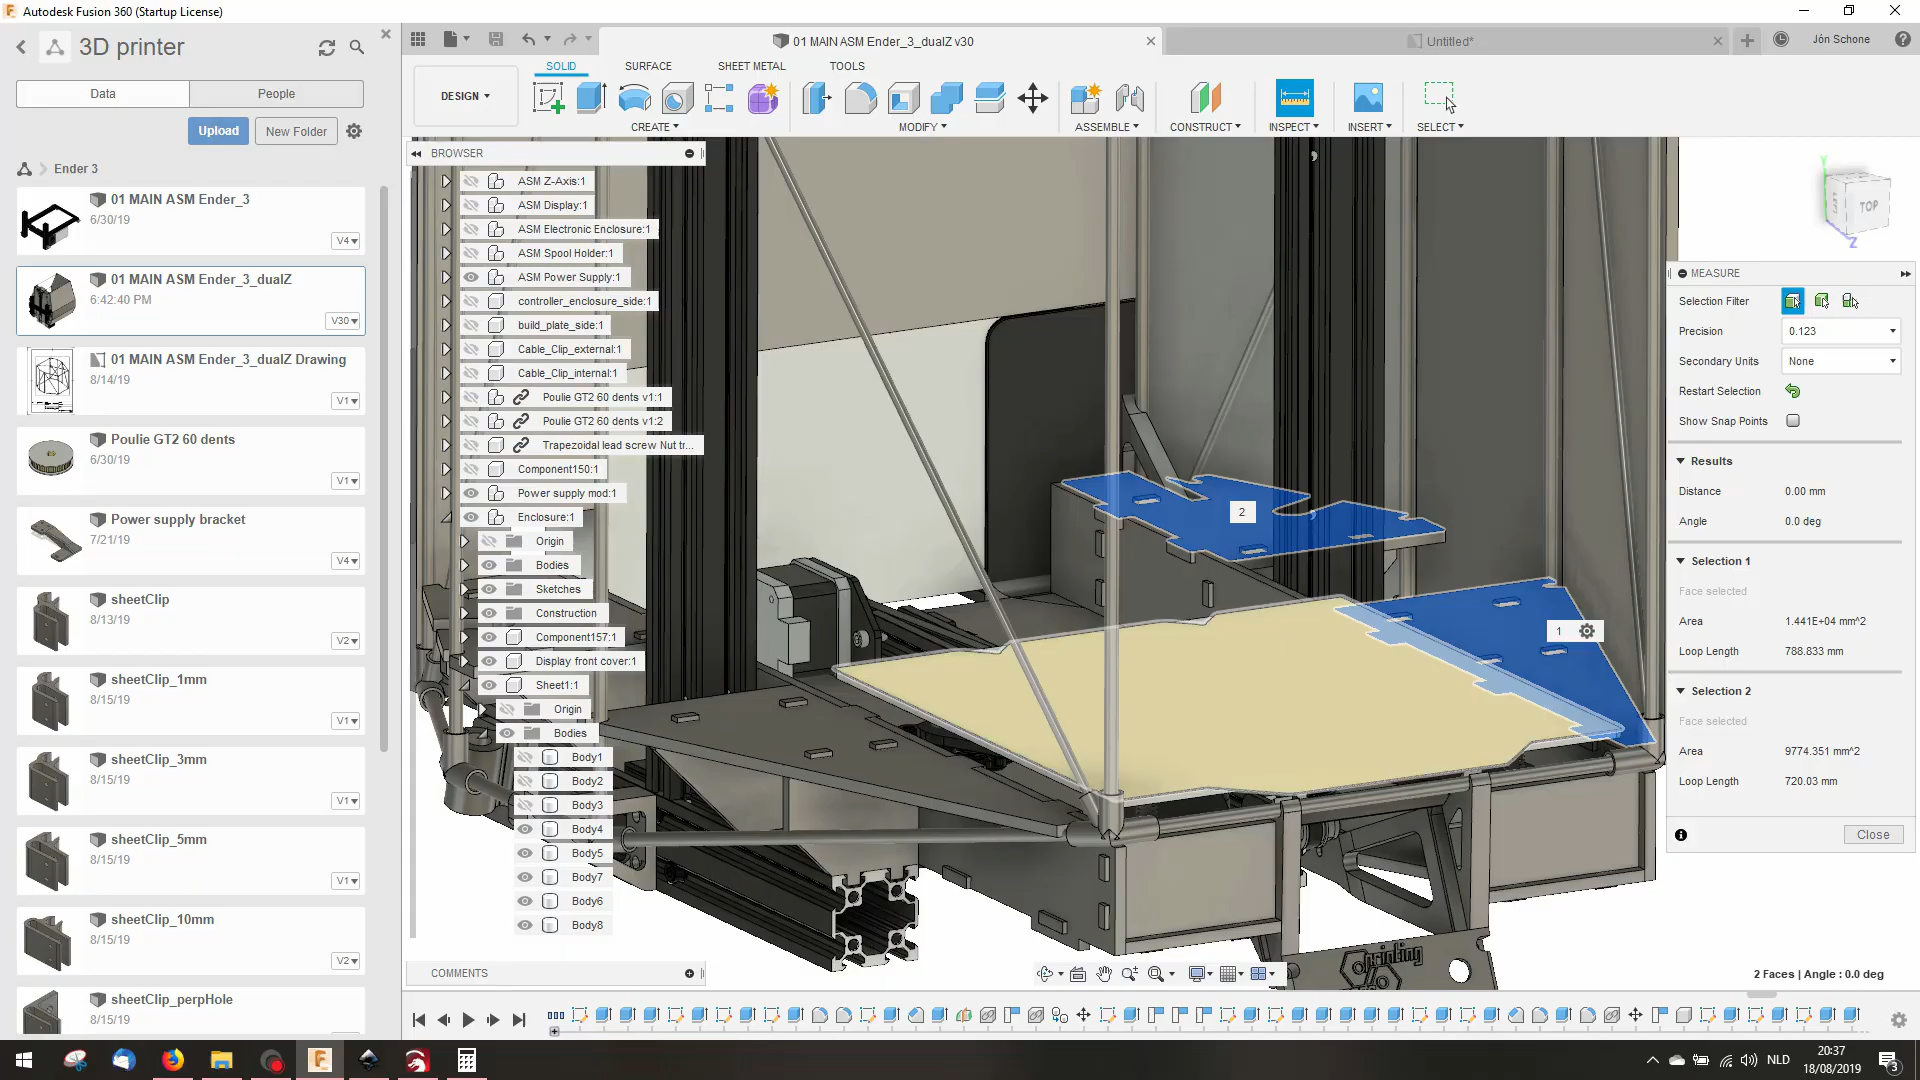 Autodesk Fusion 360 (Startup License)
3D printer
Data
People
Upload
New Folder
Ender 3
01 MAIN ASM Ender_3
6/30/19
V4
01 MAIN ASM Ender_3_dualZ
6:42:40 PM
V30
01 MAIN ASM Ender_3_dualZ Drawing
8/14/19
V1
Poulie GT2 60 dents
6/30/19
V1
Power supply bracket
7/21/19
V4
sheetClip
8/13/19
V2
sheetClip_1mm
8/15/19
V1
sheetClip_3mm
8/15/19
V1
sheetClip_5mm
8/15/19
V1
sheetClip_10mm
8/15/19
V2
sheetClip_perpHole
8/15/19
01 MAIN ASM Ender_3_dualZ v30
Untitled*
Jón Schone
SOLID
SURFACE
SHEET METAL
TOOLS
DESIGN
CREATE
MODIFY
ASSEMBLE
CONSTRUCT
INSPECT
INSERT
SELECT
BROWSER
ASM Z-Axis:1
ASM Display:1
ASM Electronic Enclosure:1
ASM Spool Holder:1
ASM Power Supply:1
controller_enclosure_side:1
build_plate_side:1
Cable_Clip_external:1
Cable_Clip_internal:1
Poulie GT2 60 dents v1:1
Poulie GT2 60 dents v1:2
Trapezoidal lead screw Nut tr...
Component150:1
Power supply mod:1
Enclosure:1
Origin
Bodies
Sketches
Construction
Component157:1
Display front cover:1
Sheet1:1
Origin
Bodies
Body1
Body2
Body3
Body4
Body5
Body7
Body6
Body8
COMMENTS
2
1
printing
Y
LEFT
TOP
Z
MEASURE
Selection Filter
Precision
0.123
Secondary Units
None
Restart Selection
Show Snap Points
Results
Distance
0.00 mm
Angle
0.0 deg
Selection 1
Face selected
Area
1.441E+04 mm^2
Loop Length
788.833 mm
Selection 2
Face selected
Area
9774.351 mm^2
Loop Length
720.03 mm
Close
2 Faces | Angle : 0.0 deg
NLD
20:37
18/08/2019
3